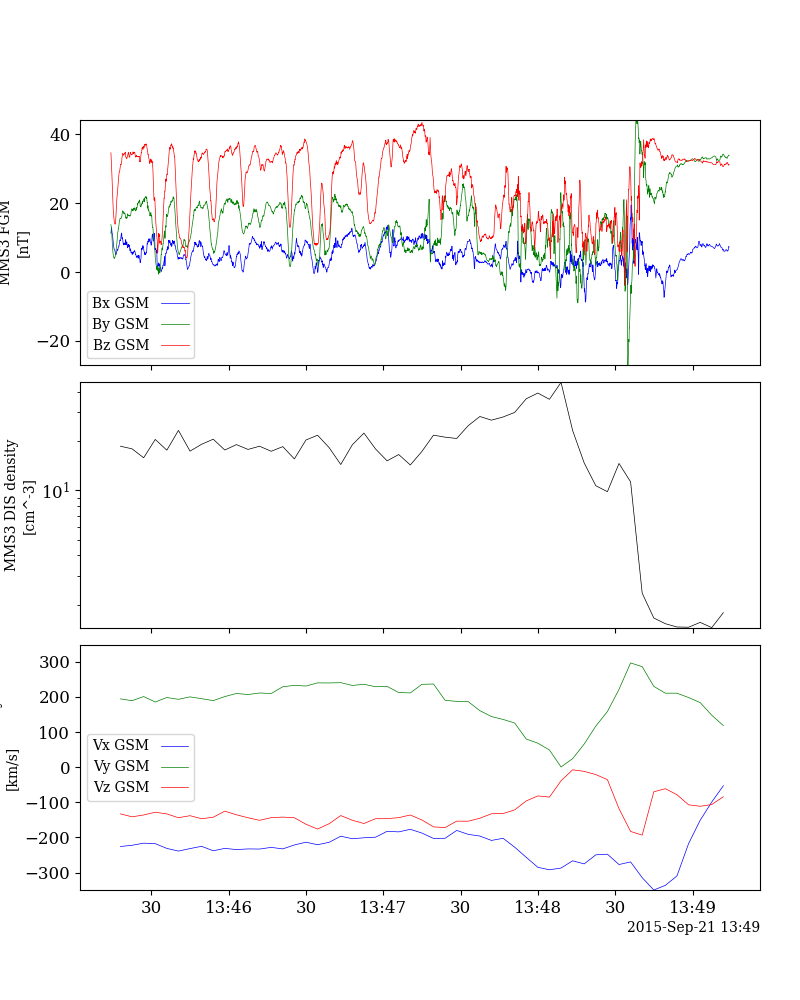 40
20
0
−20
MMS3 FGM
[nT]
Bx GSM
By GSM
Bz GSM
10^1
MMS3 DIS density
[cm^-3]
300
200
100
0
−100
−200
−300
[km/s]
Vx GSM
Vy GSM
Vz GSM
30 13:46 30 13:47 30 13:48 30 13:49
2015-Sep-21 13:49